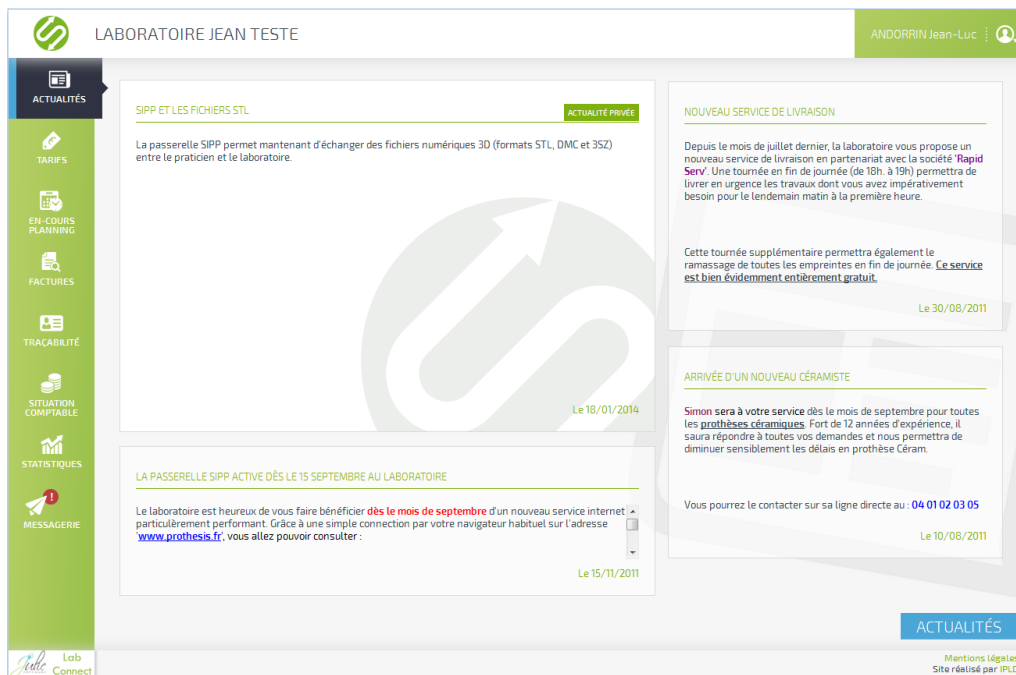 LABORATOIRE JEAN TESTE
ANDORRIN Jean-Luc
ACTUALITÉS
TARIFS
EN-COURS
PLANNING
FACTURES
TRAÇABILITÉ
SITUATION
COMPTABLE
STATISTIQUES
!
MESSAGERIE
SIPP ET LES FICHIERS STL
ACTUALITÉ PRIVÉE
La passerelle SIPP permet mantenant d'échanger des fichiers numériques 3D (formats STL, DMC et 3SZ)
entre le praticien et le laboratoire.
Le 18/01/2014
LA PASSERELLE SIPP ACTIVE DÈS LE 15 SEPTEMBRE AU LABORATOIRE
Le laboratoire est heureux de vous faire bénéficier dès le mois de septembre d'un nouveau service internet
particulièrement performant. Grâce à une simple connection par votre navigateur habituel sur l'adresse
'www.prothesis.fr', vous allez pouvoir consulter :
Le 15/11/2011
NOUVEAU SERVICE DE LIVRAISON
Depuis le mois de juillet dernier, la laboratoire vous propose un
nouveau service de livraison en partenariat avec la société 'Rapid
Serv'. Une tournée en fin de journée (de 18h. à 19h) permettra de
livrer en urgence les travaux dont vous avez impérativement
besoin pour le lendemain matin à la première heure.
Cette tournée supplémentaire permettra également le
ramassage de toutes les empreintes en fin de journée. Ce service
est bien évidemment entièrement gratuit.
Le 30/08/2011
ARRIVÉE D'UN NOUVEAU CÉRAMISTE
Simon sera à votre service dès le mois de septembre pour toutes
les prothèses céramiques. Fort de 12 années d'expérience, il
saura répondre à toutes vos demandes et nous permettra de
diminuer sensiblement les délais en prothèse Céram.
Vous pourrez le contacter sur sa ligne directe au : 04 01 02 03 05
Le 10/08/2011
ACTUALITÉS
Julie Lab
Connect
Mentions légales
Site réalisé par IPLC